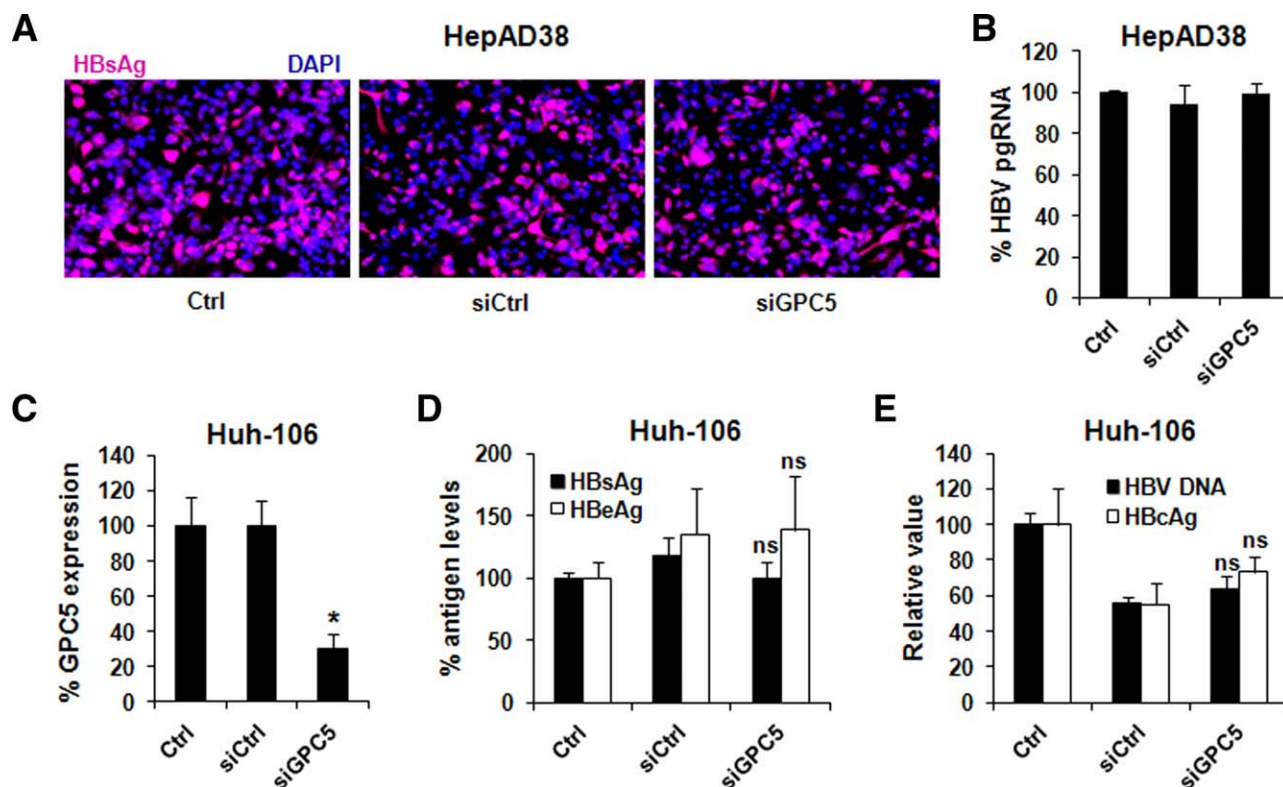 A
HepAD38
HBsAg DAPI
Ctrl siCtrl siGPC5
B
HepAD38
% HBV pgRNA
120
100
80
60
40
20
0
Ctrl siCtrl siGPC5
C
Huh-106
% GPC5 expression
140
120
100
80
60
40
20
0
*
Ctrl siCtrl siGPC5
D
Huh-106
% antigen levels
200
150
100
50
0
HBsAg
HBeAg
ns
ns
Ctrl siCtrl siGPC5
E
Huh-106
Relative value
140
120
100
80
60
40
20
0
HBV DNA
HBcAg
ns ns
Ctrl siCtrl siGPC5